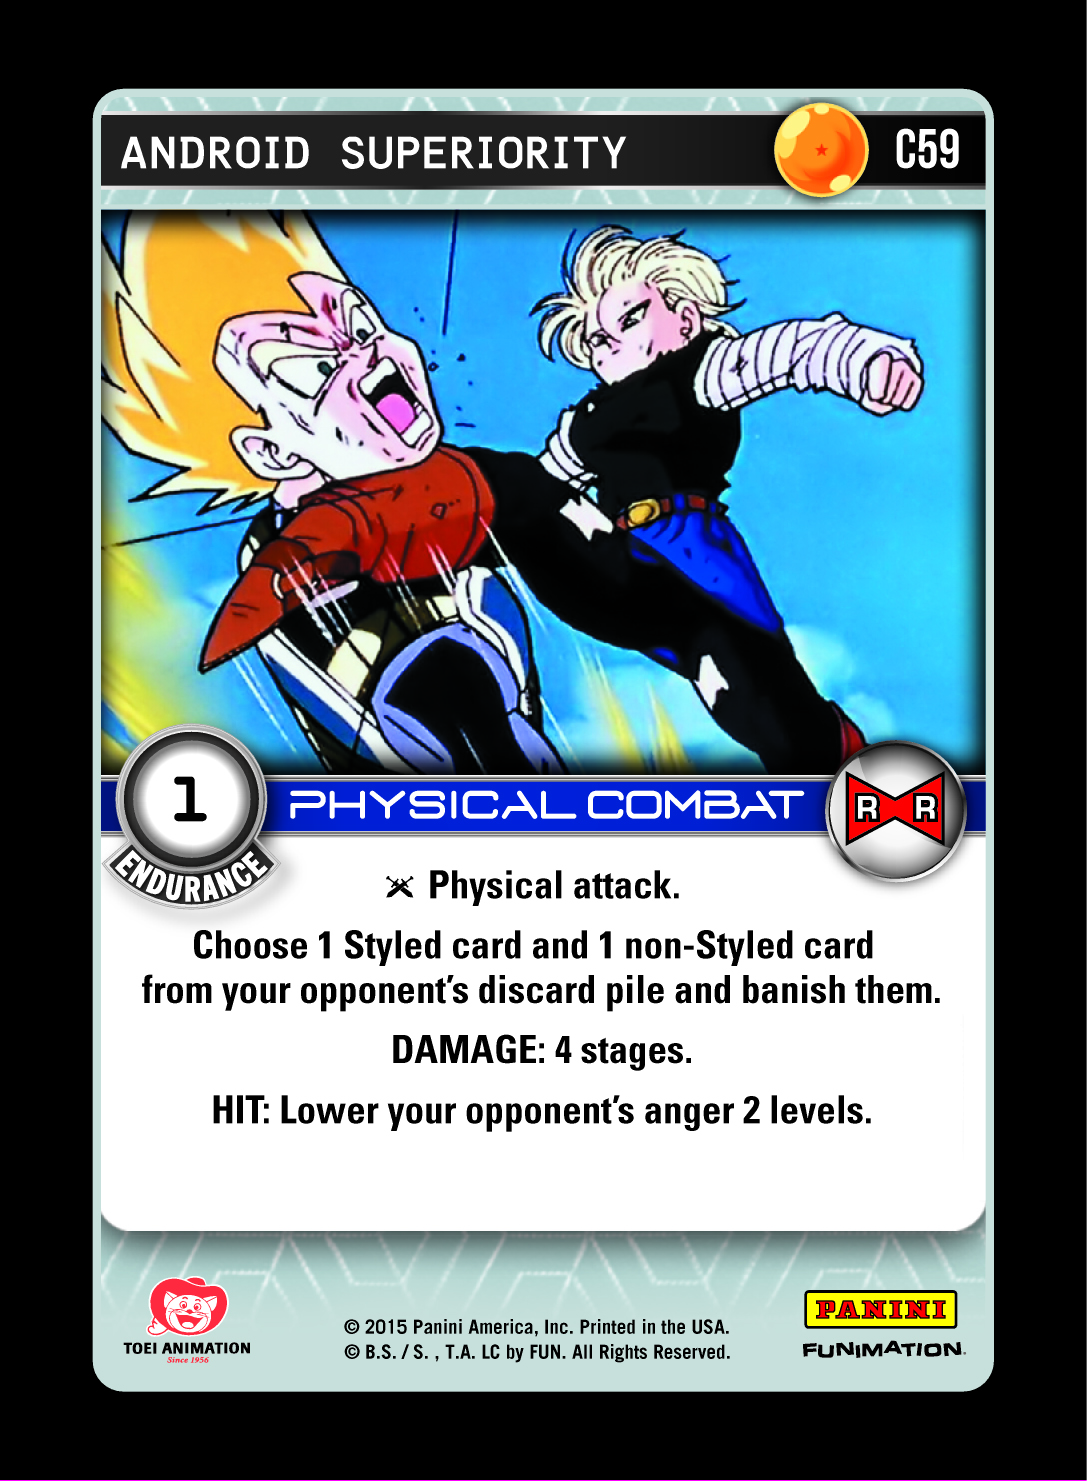 ANDROID SUPERIORITY
C59
1
ENDURANCE
PHYSICAL COMBAT
R R
Physical attack.
Choose 1 Styled card and 1 non-Styled card
from your opponent’s discard pile and banish them.
DAMAGE: 4 stages.
HIT: Lower your opponent’s anger 2 levels.
TOEI ANIMATION
Since 1956
© 2015 Panini America, Inc. Printed in the USA.
© B.S. / S. , T.A. LC by FUN. All Rights Reserved.
PANINI
FUNIMATION